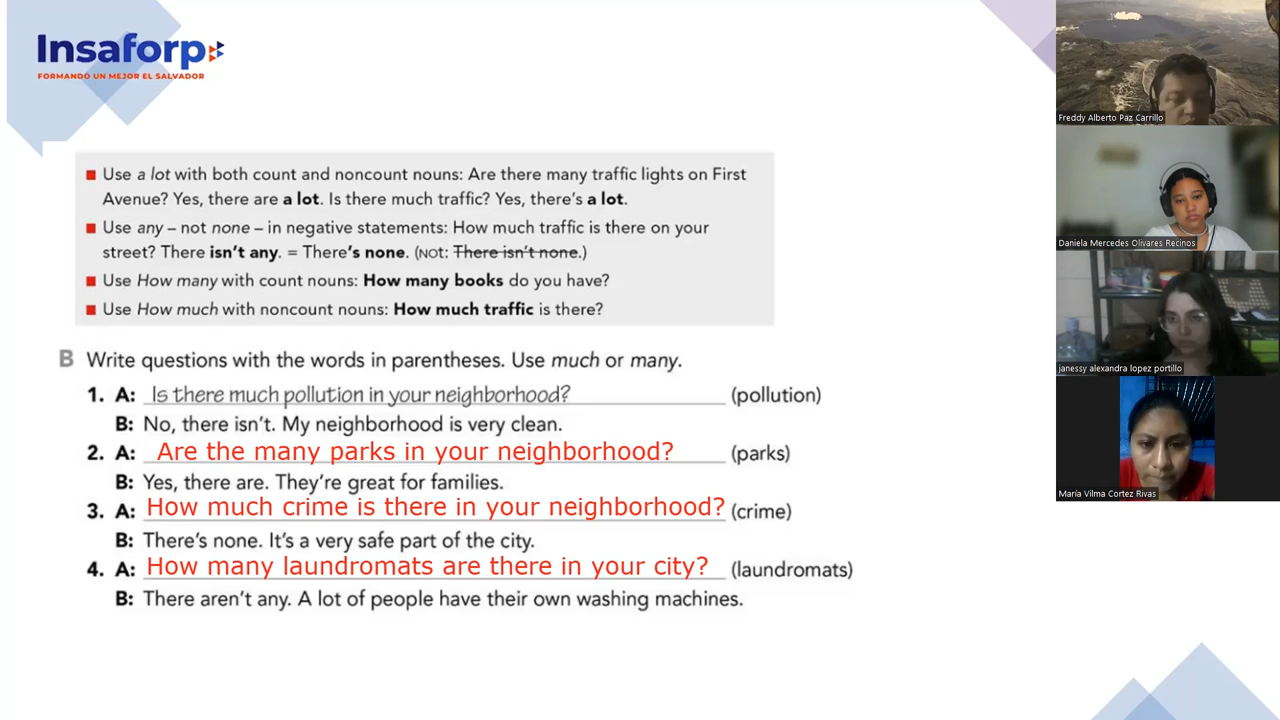 Insaforp
FORMANDO UN MEJOR EL SALVADOR
Freddy Alberto Paz Carrillo
Daniela Mercedes Olivares Recinos
janessy alexandra lopez portillo
María Vilma Cortez Rivas
Use a lot with both count and noncount nouns: Are there many traffic lights on First
Avenue? Yes, there are a lot. Is there much traffic? Yes, there's a lot.
Use any – not none – in negative statements: How much traffic is there on your
street? There isn't any. = There's none. (NOT: There isn't none.)
Use How many with count nouns: How many books do you have?
Use How much with noncount nouns: How much traffic is there?
B Write questions with the words in parentheses. Use much or many.
1. A: Is there much pollution in your neighborhood? (pollution)
B: No, there isn't. My neighborhood is very clean.
2. A: Are the many parks in your neighborhood? (parks)
B: Yes, there are. They're great for families.
3. A: How much crime is there in your neighborhood? (crime)
B: There's none. It's a very safe part of the city.
4. A: How many laundromats are there in your city? (laundromats)
B: There aren't any. A lot of people have their own washing machines.